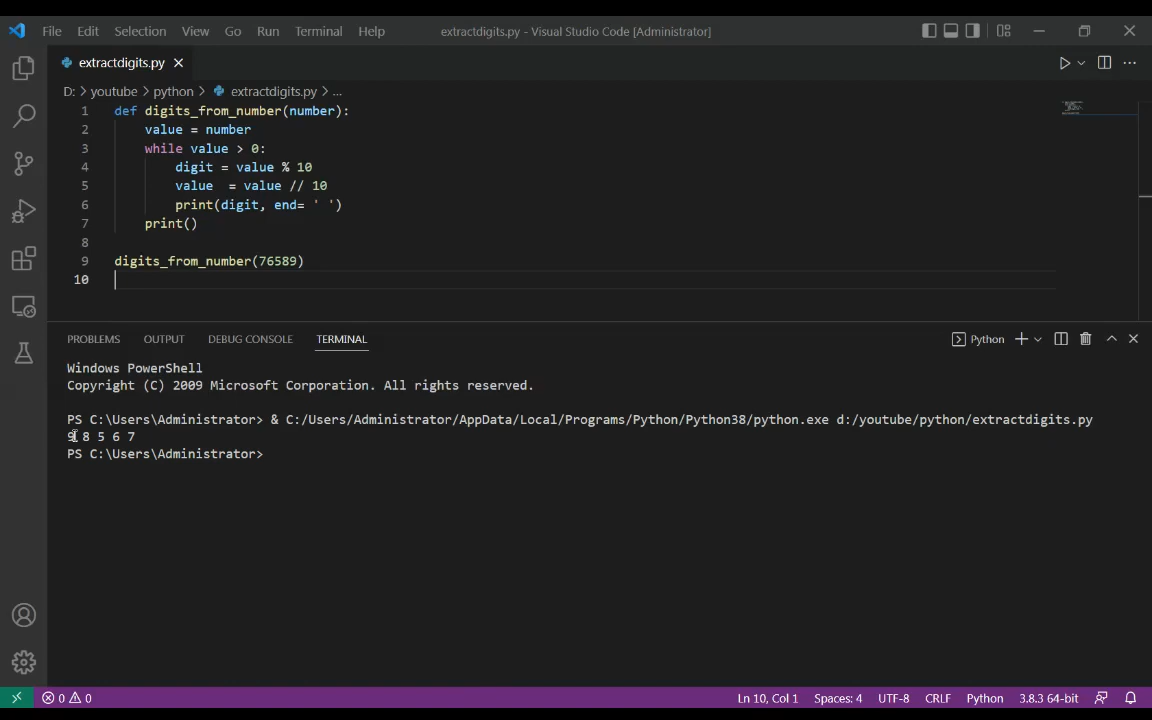 File Edit Selection View Go Run Terminal Help extractdigits.py - Visual Studio Code [Administrator]
extractdigits.py
D: > youtube > python > extractdigits.py > ...
1 def digits_from_number(number):
2     value = number
3     while value > 0:
4         digit = value % 10
5         value  = value // 10
6         print(digit, end= ' ')
7     print()
8
9 digits_from_number(76589)
10
PROBLEMS OUTPUT DEBUG CONSOLE TERMINAL Python
Windows PowerShell
Copyright (C) 2009 Microsoft Corporation. All rights reserved.
PS C:\Users\Administrator> & C:/Users/Administrator/AppData/Local/Programs/Python/Python38/python.exe d:/youtube/python/extractdigits.py
9 8 5 6 7
PS C:\Users\Administrator>
0 0 Ln 10, Col 1 Spaces: 4 UTF-8 CRLF Python 3.8.3 64-bit